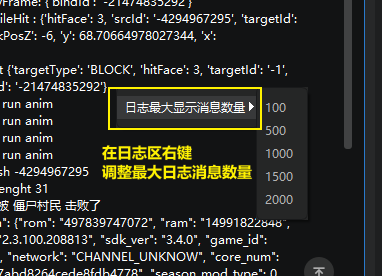 'bindId': '-21474835292'}
ileHit : {'hitFace': 3, 'srcId': '-4294967295', 'targetId':
kPosZ': -6, 'y': 68.70664978027344, 'x':
t {'targetType': 'BLOCK', 'hitFace': 3, 'targetId': '-1',
d': '-21474835292'}
run anim
run anim
run anim
run anim
sh -4294967295
lenght 31
被 僵尸村民 击败了
n: {"rom": "497839747072", "ram": "14991822848",
"2.3.100.208813", "sdk_ver": "3.4.0", "game_id":
, "network": "CHANNEL_UNKNOW", "core_num":
"season_mod_type": 0
日志最大显示消息数量
100
500
1000
1500
2000
在日志区右键
调整最大日志消息数量